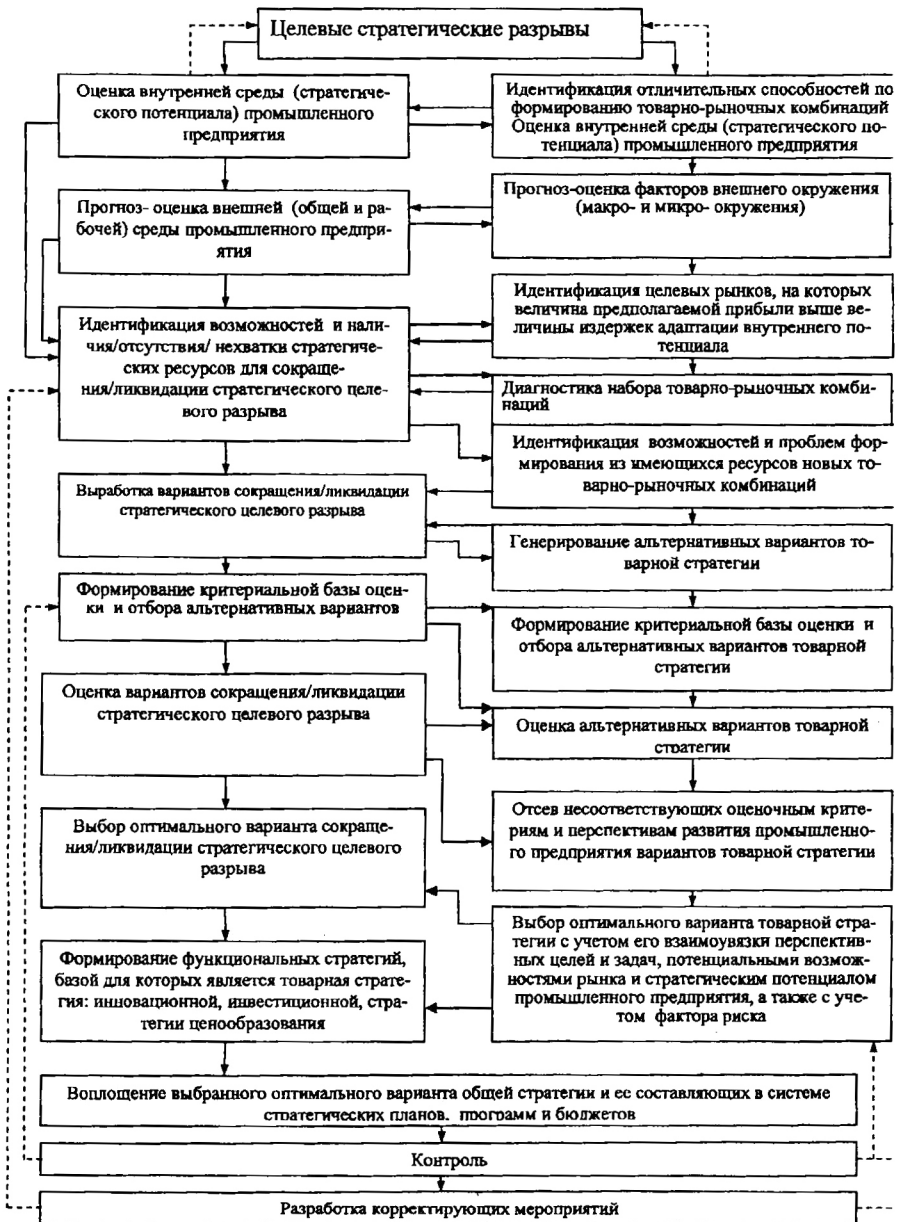 Целевые стратегические разрывы
Оценка внутренней среды (стратегиче-
ского потенциала) промышленного
предприятия
Идентификация отличительных способностей по
формированию товарно-рыночных комбинаций
Оценка внутренней среды (стратегического по-
тенциала) промышленного предприятия
Прогноз- оценка внешней (общей и ра-
бочей) среды промышленного предпри-
ятия
Прогноз-оценка факторов внешнего окружения
(макро- и микро- окружения)
Идентификация целевых рынков, на которых
величина предполагаемой прибыли выше ве-
личины издержек адаптации внутреннего по-
тенциала
Идентификация возможностей и нали-
чия/отсутствия/ нехватки стратегиче-
ских ресурсов для сокраще-
ния/ликвидации стратегического целе-
вого разрыва
Диагностика набора товарно-рыночных комби-
наций
Идентификация возможностей и проблем фор-
мирования из имеющихся ресурсов новых то-
варно-рыночных комбинаций
Выработка вариантов сокращения/ликвидации
стратегического целевого разрыва
Генерирование альтернативных вариантов то-
варной стратегии
Формирование критериальной базы оцен-
ки и отбора альтернативных вариантов
Формирование критериальной базы оценки и
отбора альтернативных вариантов товарной
стратегии
Оценка вариантов сокращения/ликвидации
стратегического целевого разрыва
Оценка альтернативных вариантов товарной
стратегии
Отсев несоответствующих оценочным крите-
риям и перспективам развития промышленно-
го предприятия вариантов товарной стратегии
Выбор оптимального варианта сокраще-
ния/ликвидации стратегического целевого
разрыва
Выбор оптимального варианта товарной стра-
тегии с учетом его взаимоувязки перспектив-
ных целей и задач, потенциальными возмож-
ностями рынка и стратегическим потенциалом
промышленного предприятия, а также с уче-
том фактора риска
Формирование функциональных стратегий,
базой для которых является товарная страте-
гия: инновационной, инвестиционной, стра-
тегии ценообразования
Воплощение выбранного оптимального варианта общей стратегии и ее составляющих в системе
стратегических планов, программ и бюджетов
Контроль
Разработка корректирующих мероприятий